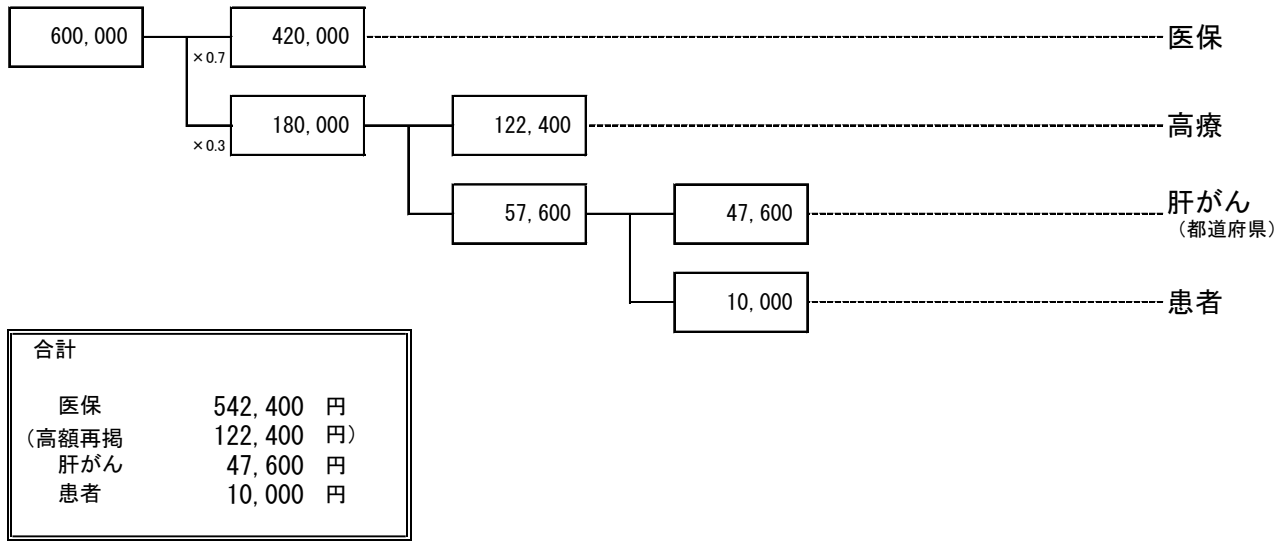 600,000
420,000
医保
×0.7
180,000
122,400
高療
×0.3
57,600
47,600
肝がん
（都道府県）
10,000
患者
合計
医保 542,400 円
（高額再掲 122,400 円）
肝がん 47,600 円
患者 10,000 円